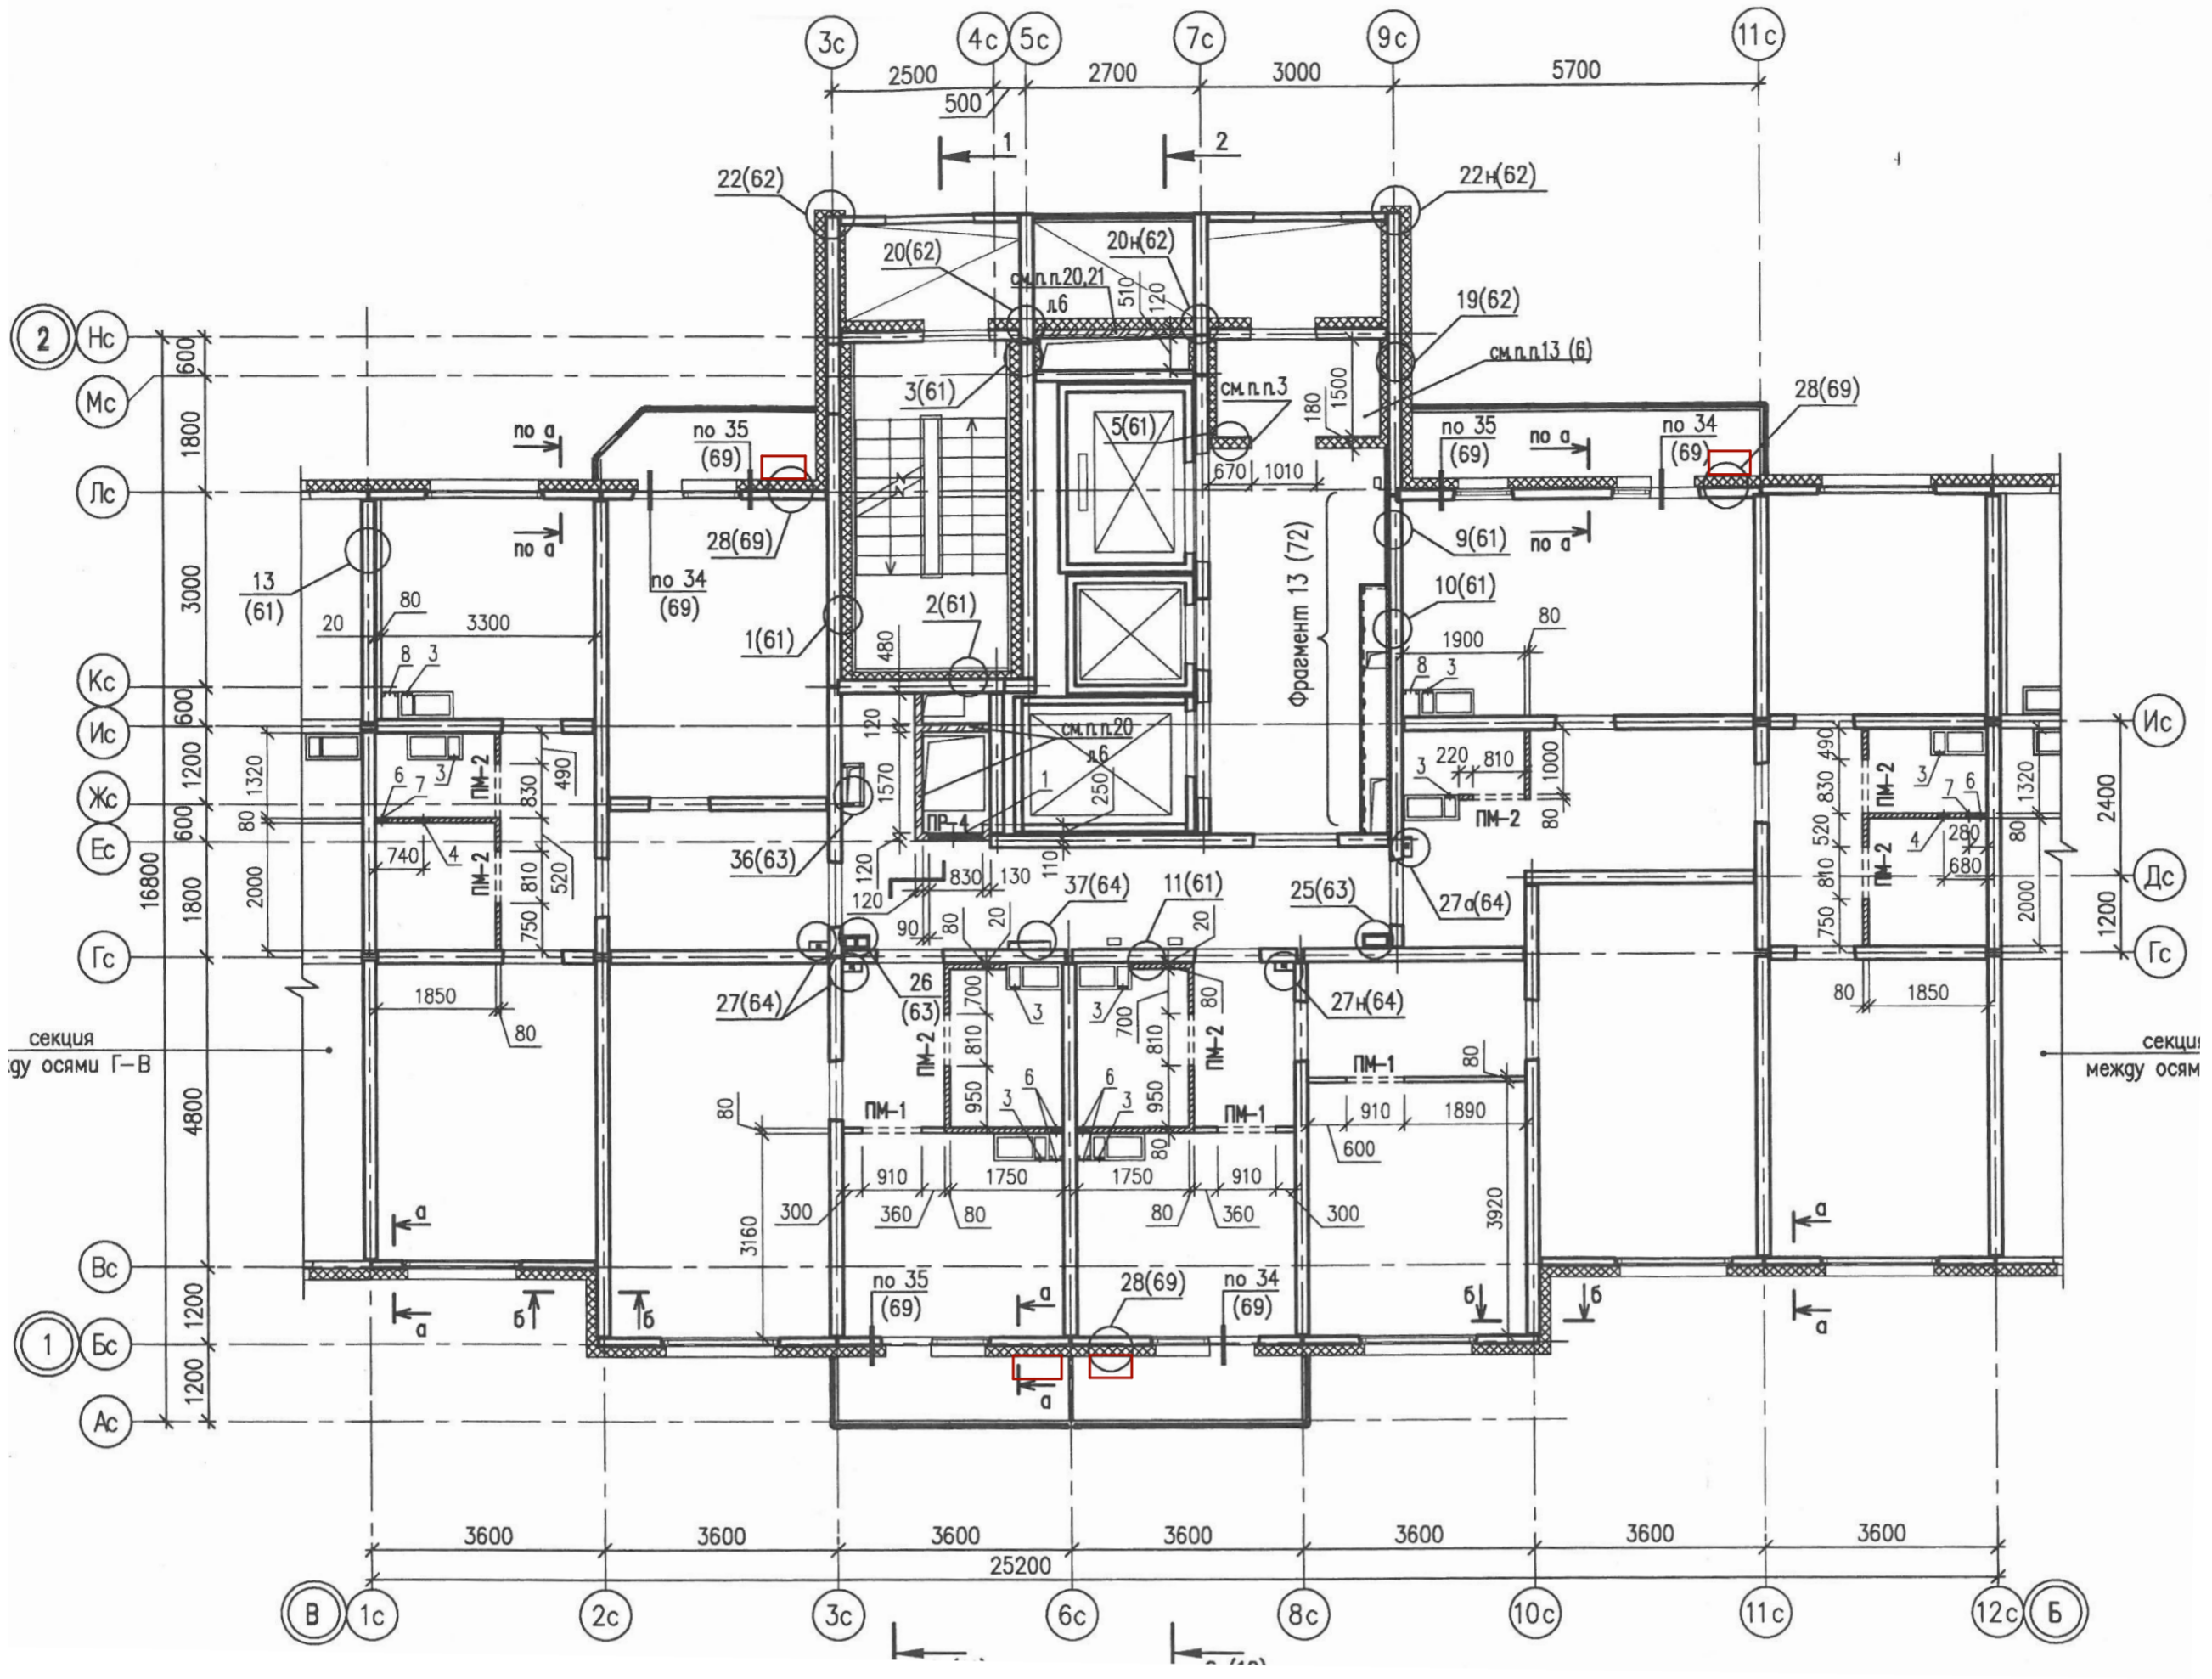 3с 4с 5с 7с 9с 11с
2500 2700 3000 5700
500
1 2
22(62) 22н(62)
20(62) 20н(62)
см.п.п.20,21
л.6
510 120
19(62)
см.п.п.13 (6)
2 Нс
600
Мс
3(61) см.п.п.3 180 1500 28(69)
1800
по а по 35
(69)
5(61)
по 35
(69)
по а по 34
(69)
670 1010
Лс
по а 28(69) 9(61) по а
13
(61)
по 34
(69)
Фрагмент 13 (72)
3000
80 2(61) 10(61)
20 3300 1(61) 480 1900 80
8 3 8 3
Кс
600
Ис 120 см.п.п.20
л.6
Ис
1320 1200 3 ПМ-2 490 1570 1 250 220 810 1000 490 3
6 7 830 3 830 ПМ-2 7 6 1320 2400
Жс
80 600 ПР-4 ПМ-2 80 4 280 80
Ес
740 4 ПМ-2 520 36(63) 120 110 520 ПМ-2 680
16800 2000 1800 810 830 130 37(64) 11(61) 25(63) 27а(64) 810 2000 Дс
750 120 90 80 20 20 750 1200
Гс Гс
1850 80 27(64) 26
(63)
3 700 3 700 80 27н(64) 80 1850
секция
Г-В
ПМ-2 810 810 ПМ-2 ПМ-1 80
между
4800
80 ПМ-1 950 3 6 6 3 950 ПМ-1 910 1890
80 600
910 1750 1750 910
300 360 80 80 360 300
3160 3920
а а
Вс
по 35
(69)
28(69) по 34
(69)
1200 а б б а б б а
1 Бс
1200 а
Ас
3600 3600 3600 3600 3600 3600 3600
25200
В 1с 2с 3с 6с 8с 10с 11с 12с Б